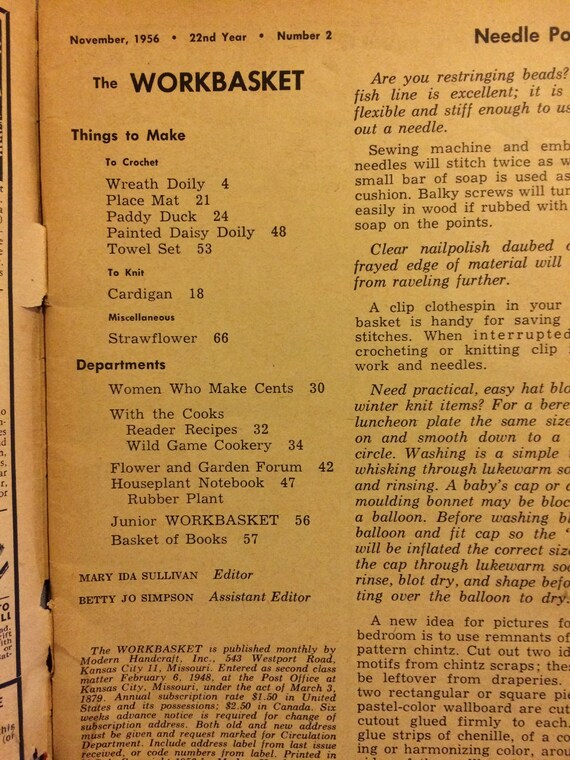 November, 1956 • 22nd Year • Number 2
The WORKBASKET
Things to Make
To Crochet
Wreath Doily 4
Place Mat 21
Paddy Duck 24
Painted Daisy Doily 48
Towel Set 53
To Knit
Cardigan 18
Miscellaneous
Strawflower 66
Departments
Women Who Make Cents 30
With the Cooks
Reader Recipes 32
Wild Game Cookery 34
Flower and Garden Forum 42
Houseplant Notebook 47
Rubber Plant
Junior WORKBASKET 56
Basket of Books 57
MARY IDA SULLIVAN Editor
BETTY JO SIMPSON Assistant Editor
The WORKBASKET is published monthly by
Modern Handcraft, Inc., 543 Westport Road,
Kansas City 11, Missouri. Entered as second class
matter February 6, 1948, at the Post Office at
Kansas City, Missouri, under the act of March 3,
1879. Annual subscription rate $1.50 in United
States and its possessions; $2.50 in Canada. Six
weeks advance notice is required for change of
subscription address. Both old and new address
must be given and request marked for Circulation
Department. Include address label from last issue
received, or code numbers from label. Printed in
Needle Po
Are you restringing beads?
fish line is excellent; it is
flexible and stiff enough to us
out a needle.
Sewing machine and emb
needles will stitch twice as w
small bar of soap is used as
cushion. Balky screws will tur
easily in wood if rubbed with
soap on the points.
Clear nailpolish daubed o
frayed edge of material will
from raveling further.
A clip clothespin in your
basket is handy for saving
stitches. When interrupted
crocheting or knitting clip
work and needles.
Need practical, easy hat blo
winter knit items? For a bere
luncheon plate the same size
on and smooth down to a
circle. Washing is a simple
whisking through lukewarm so
and rinsing. A baby's cap or
moulding bonnet may be bloc
a balloon. Before washing bl
balloon and fit cap so the
will be inflated the correct size
the cap through lukewarm soa
rinse, blot dry, and shape befo
ting over the balloon to dry.
A new idea for pictures fo
bedroom is to use remnants of
pattern chintz. Cut out two id
motifs from chintz scraps; thes
be leftover from draperies.
two rectangular or square pie
pastel-color wallboard are cut
cutout glued firmly to each.
glue strips of chenille, of a co
ing or harmonizing color, arou